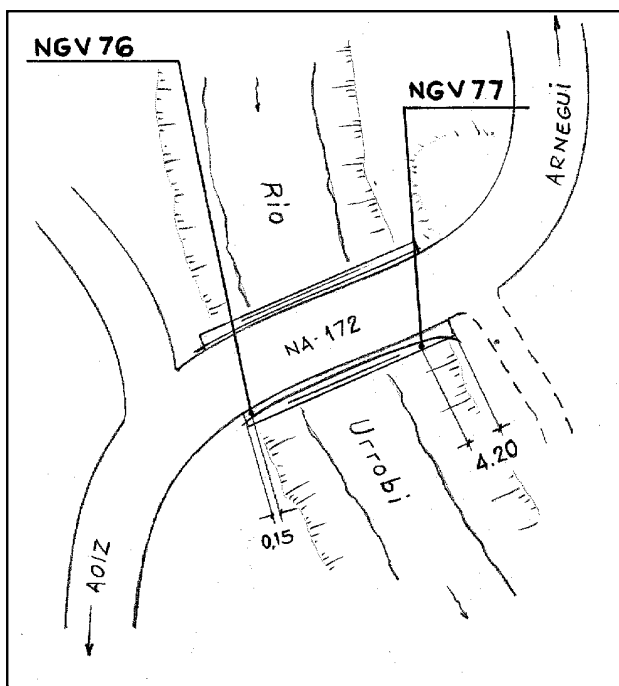 NGV 76
NGV 77
ARNEGUI
Rio
NA-172
Urrobi
4.20
0,15
AOIZ